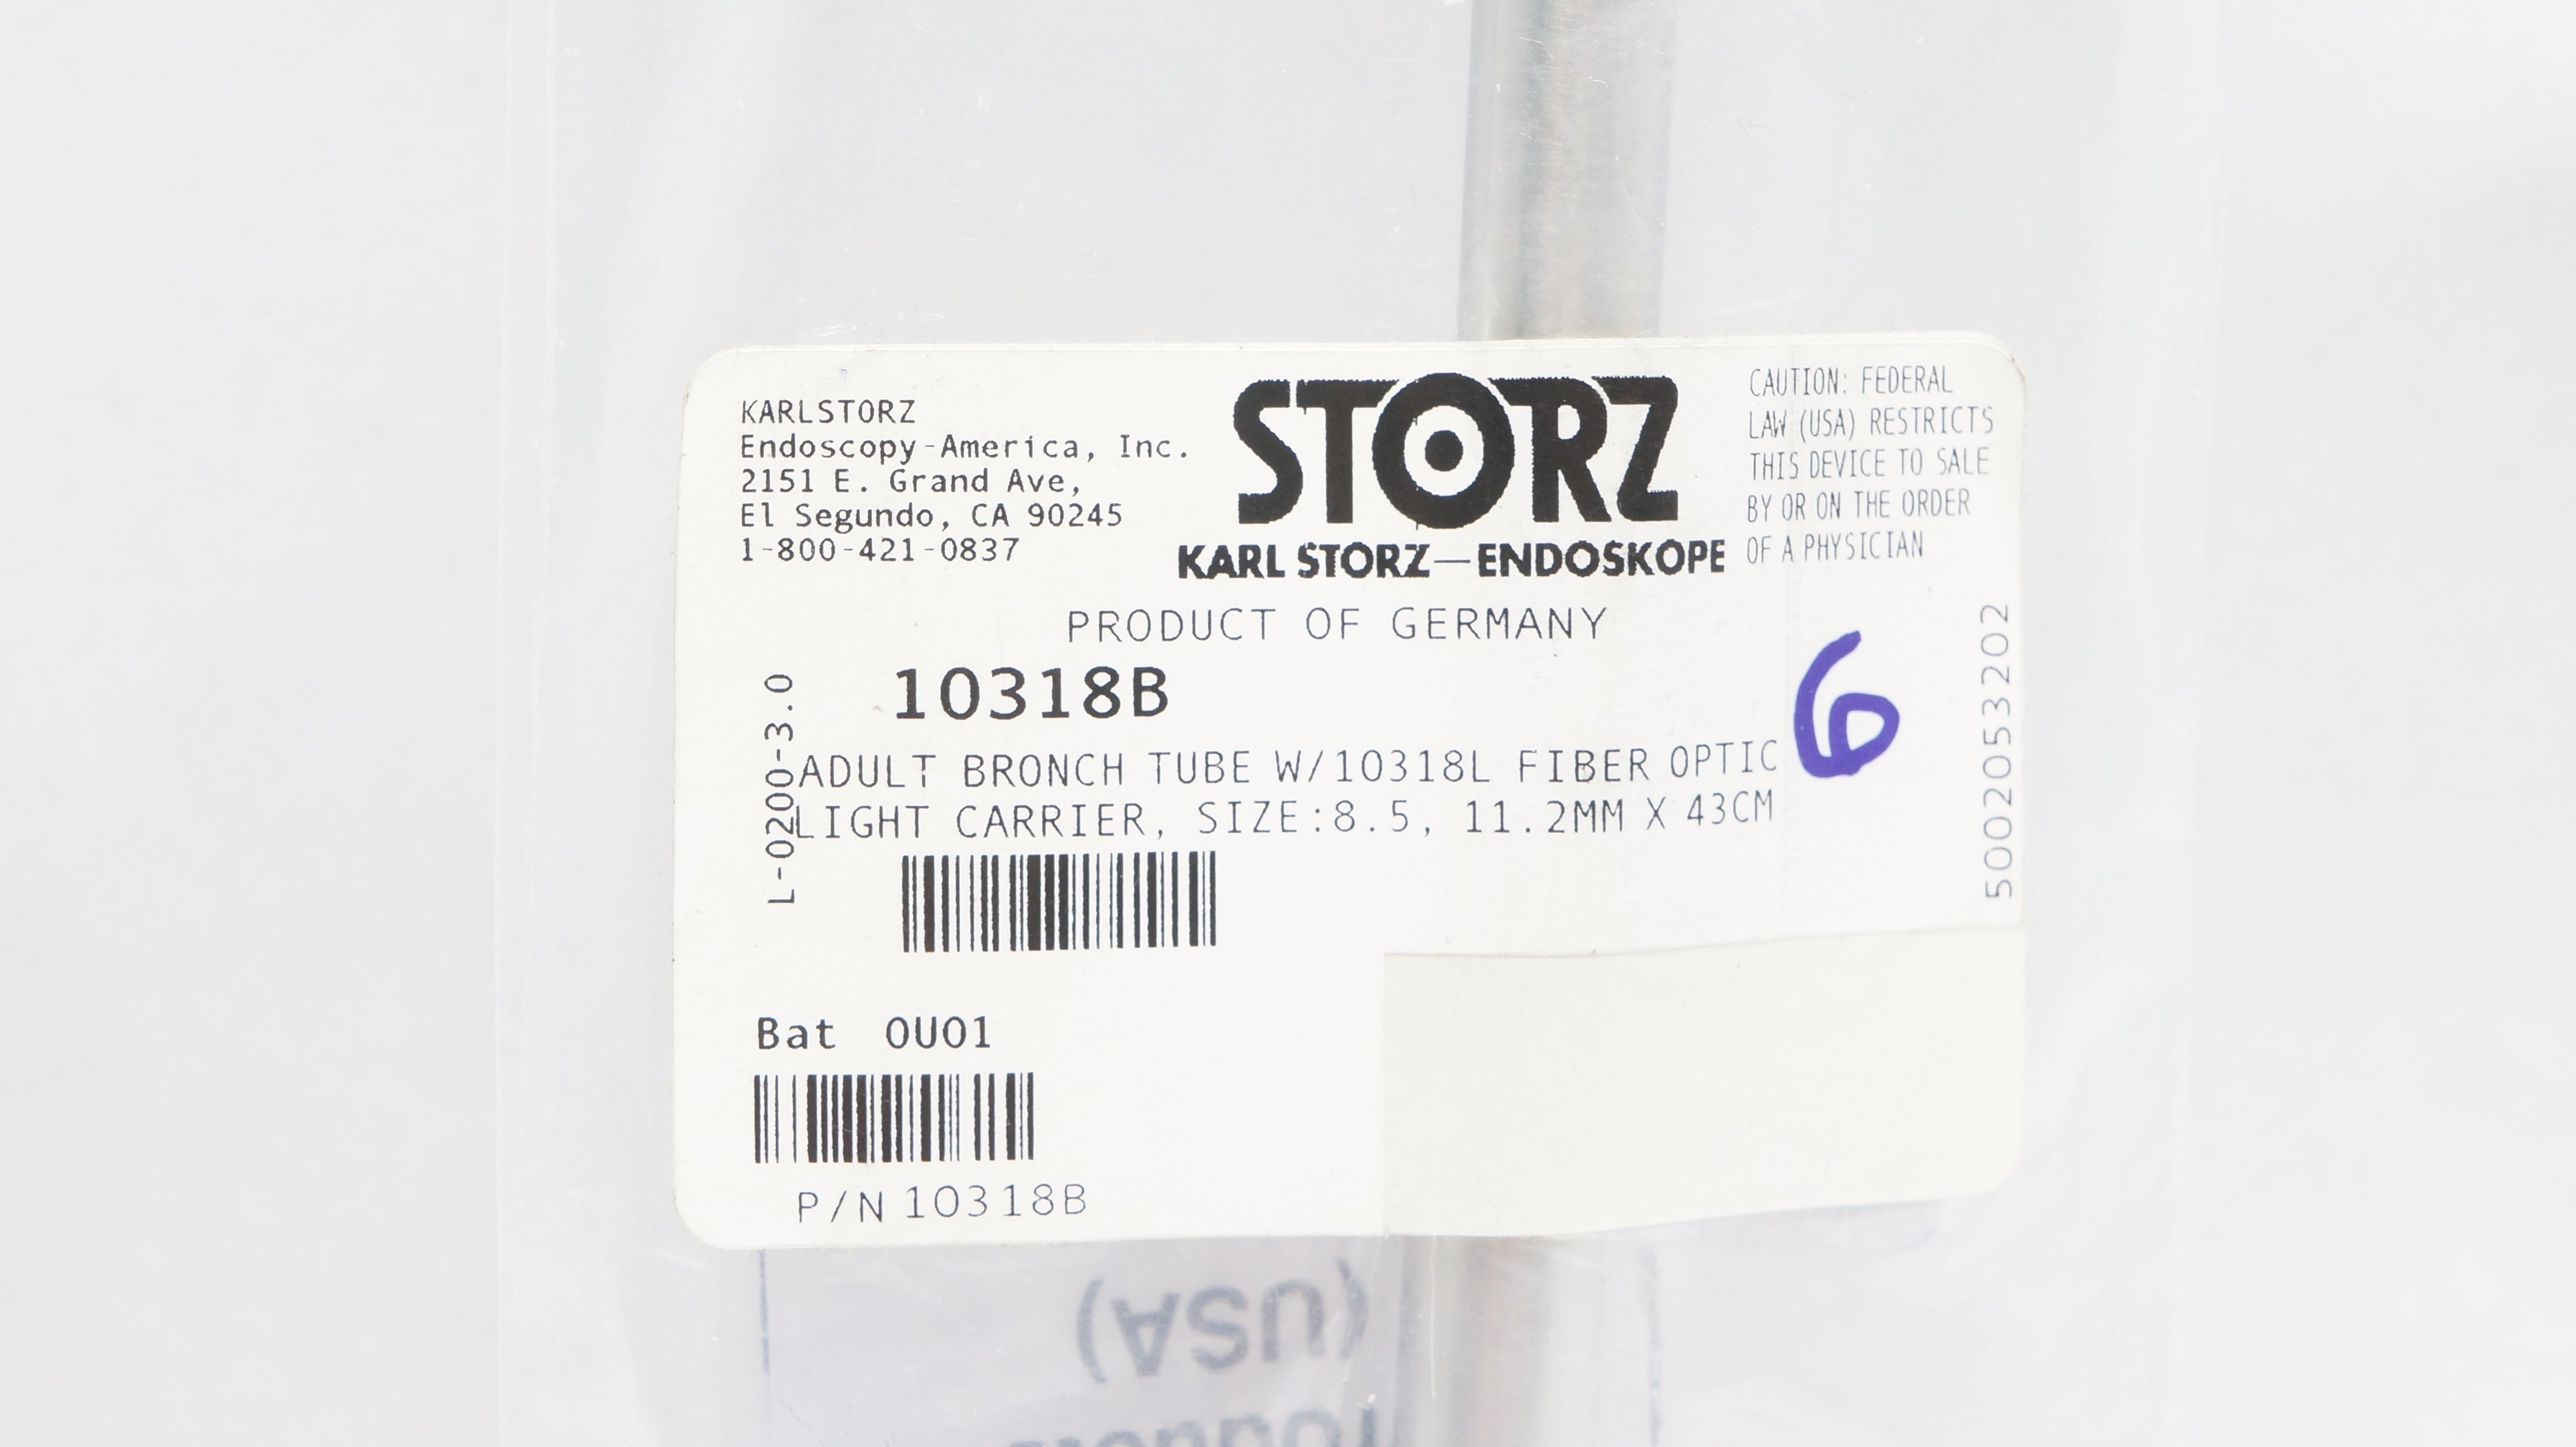 KARLSTORZ
Endoscopy-America, Inc.
2151 E. Grand Ave,
El Segundo, CA 90245
1-800-421-0837
STORZ
KARL STORZ—ENDOSKOPE
CAUTION: FEDERAL
LAW (USA) RESTRICTS
THIS DEVICE TO SALE
BY OR ON THE ORDER
OF A PHYSICIAN
PRODUCT OF GERMANY
10318B
6
ADULT BRONCH TUBE W/10318L FIBER OPTIC
LIGHT CARRIER, SIZE:8.5, 11.2MM X 43CM
L-0200-3.0
5002053202
Bat 0U01
P/N 10318B
(USA)